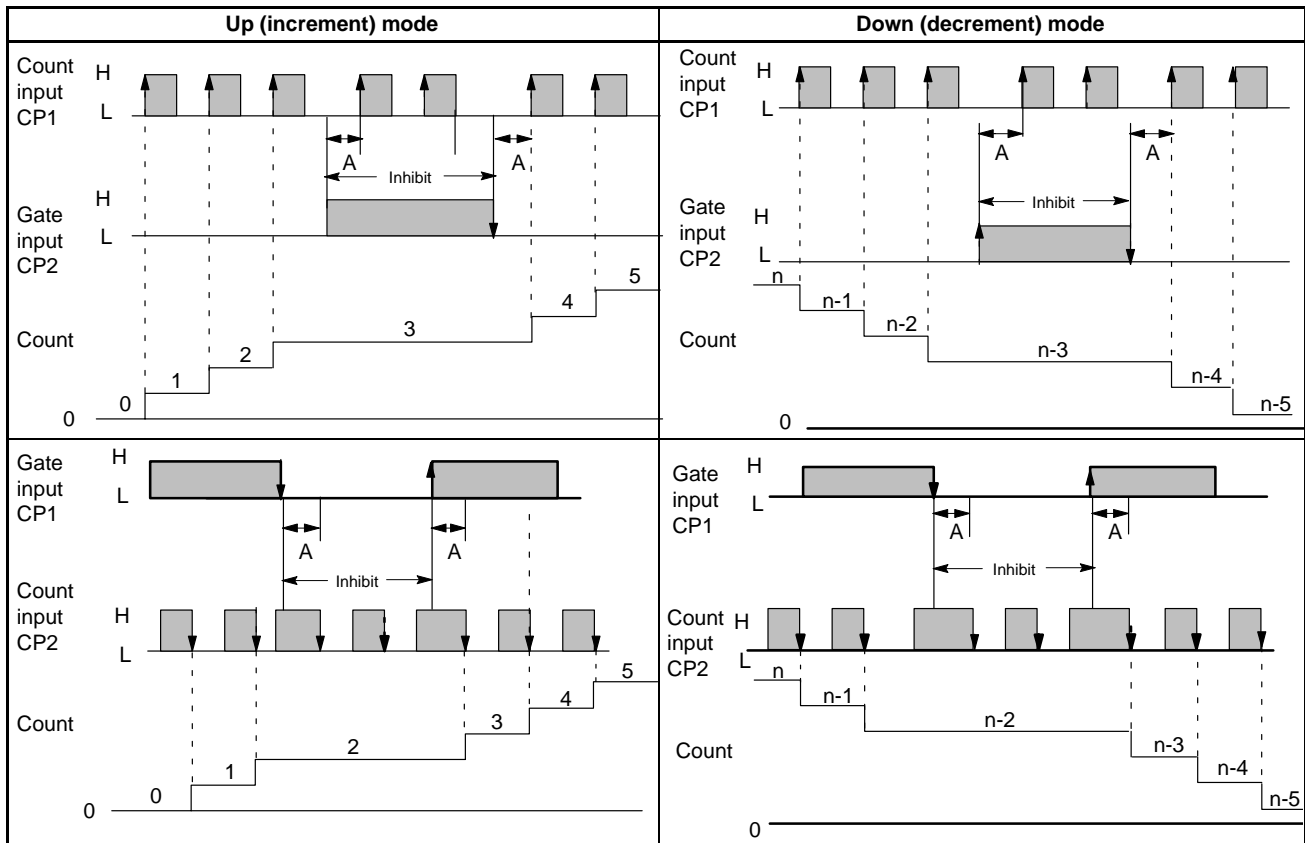 Up (increment) mode
Down (decrement) mode
Count
input
CP1
H
L
A
A
Inhibit
Gate
input
CP2
H
L
Count
0
0
1
2
3
4
5
Count
input
CP1
H
L
A
A
Inhibit
Gate
input
CP2
H
L
Count
n
n-1
n-2
n-3
n-4
n-5
0
Gate
input
CP1
H
L
A
A
Inhibit
Count
input
CP2
H
L
Count
0
0
1
2
3
4
5
Gate
input
CP1
H
L
A
A
Inhibit
Count
input
CP2
H
L
Count
n
n-1
n-2
n-3
n-4
n-5
0